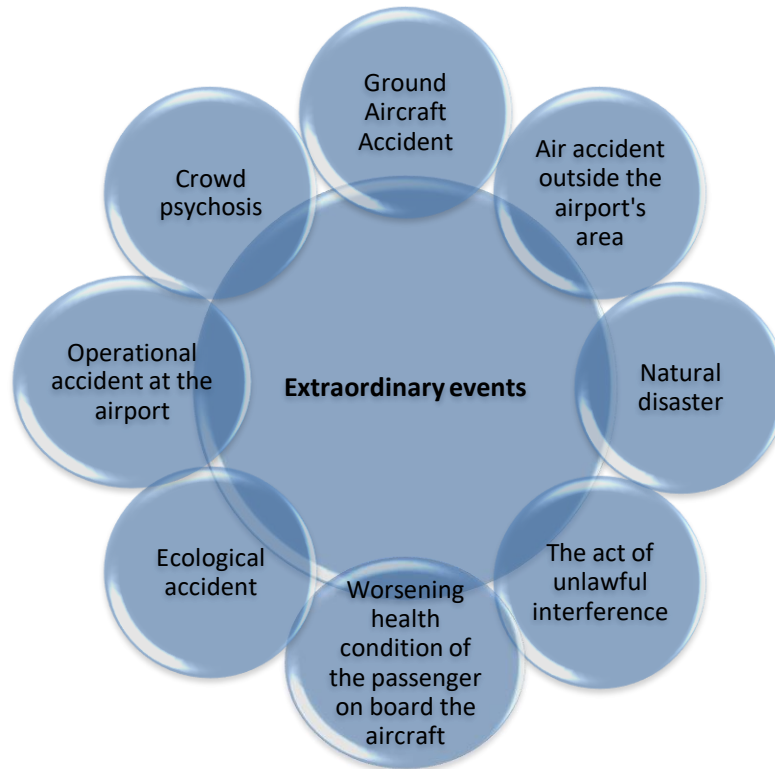 Ground
Aircraft
Accident
Air accident
outside the
airport's
area
Natural
disaster
The act of
unlawful
interference
Worsening
health
condition of
the passenger
on board the
aircraft
Ecological
accident
Operational
accident at the
airport
Crowd
psychosis
Extraordinary events